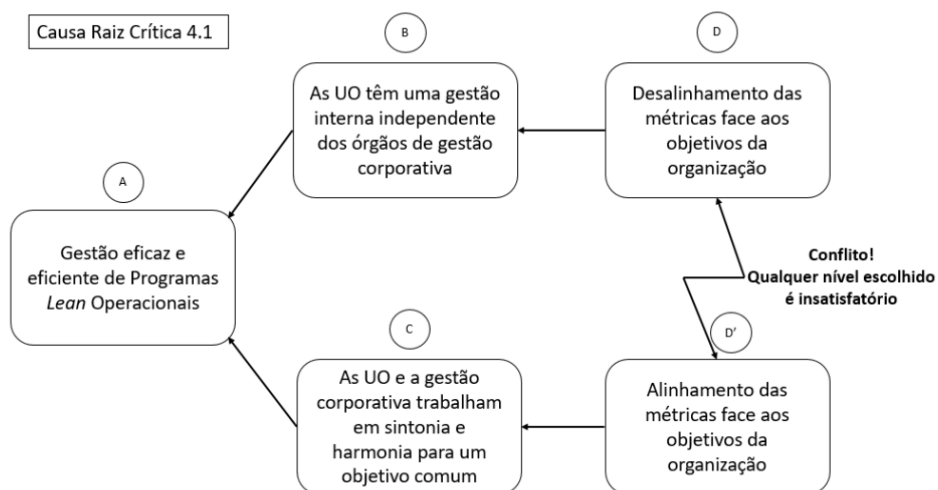 Causa Raiz Crítica 4.1
B
As UO têm uma gestão
interna independente
dos órgãos de gestão
corporativa
D
Desalinhamento das
métricas face aos
objetivos da
organização
A
Gestão eficaz e
eficiente de Programas
Lean Operacionais
Conflito!
Qualquer nível escolhido
é insatisfatório
C
As UO e a gestão
corporativa trabalham
em sintonia e
harmonia para um
objetivo comum
D'
Alinhamento das
métricas face aos
objetivos da
organização